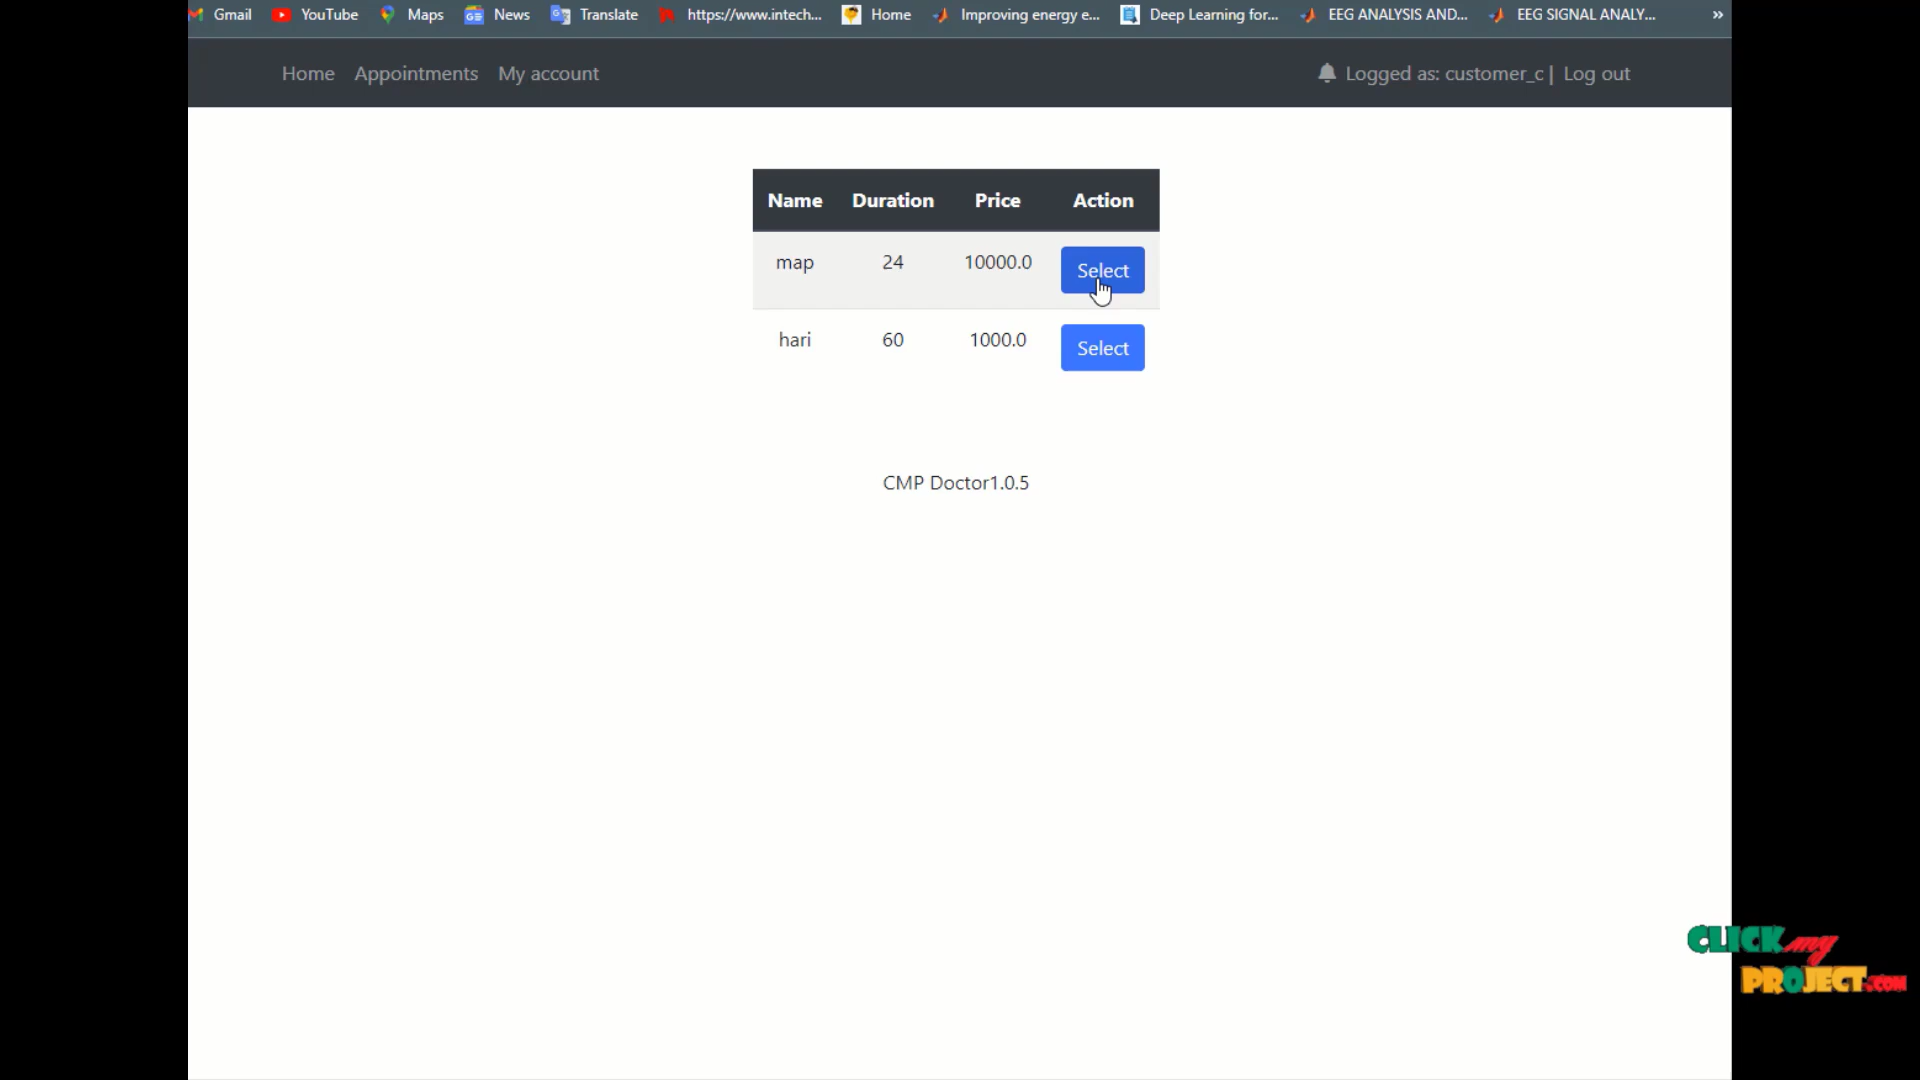 Gmail YouTube Maps News Translate https://www.intech... Home Improving energy e... Deep Learning for... EEG ANALYSIS AND... EEG SIGNAL ANALY... »
Home Appointments My account Logged as: customer_c | Log out
Name Duration Price Action
map 24 10000.0 Select
hari 60 1000.0 Select
CMP Doctor1.0.5
CLICK my
PROJECT.COM